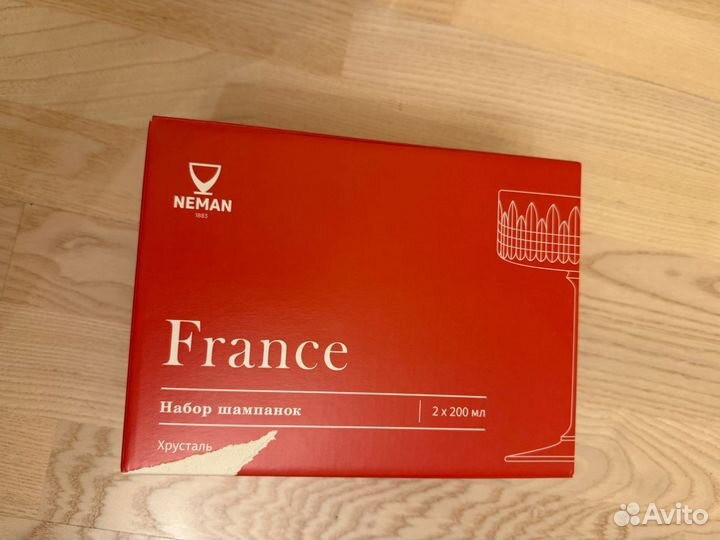 NEMAN
1883
France
Набор шампанок
2 x 200 мл
Хрусталь
Avito